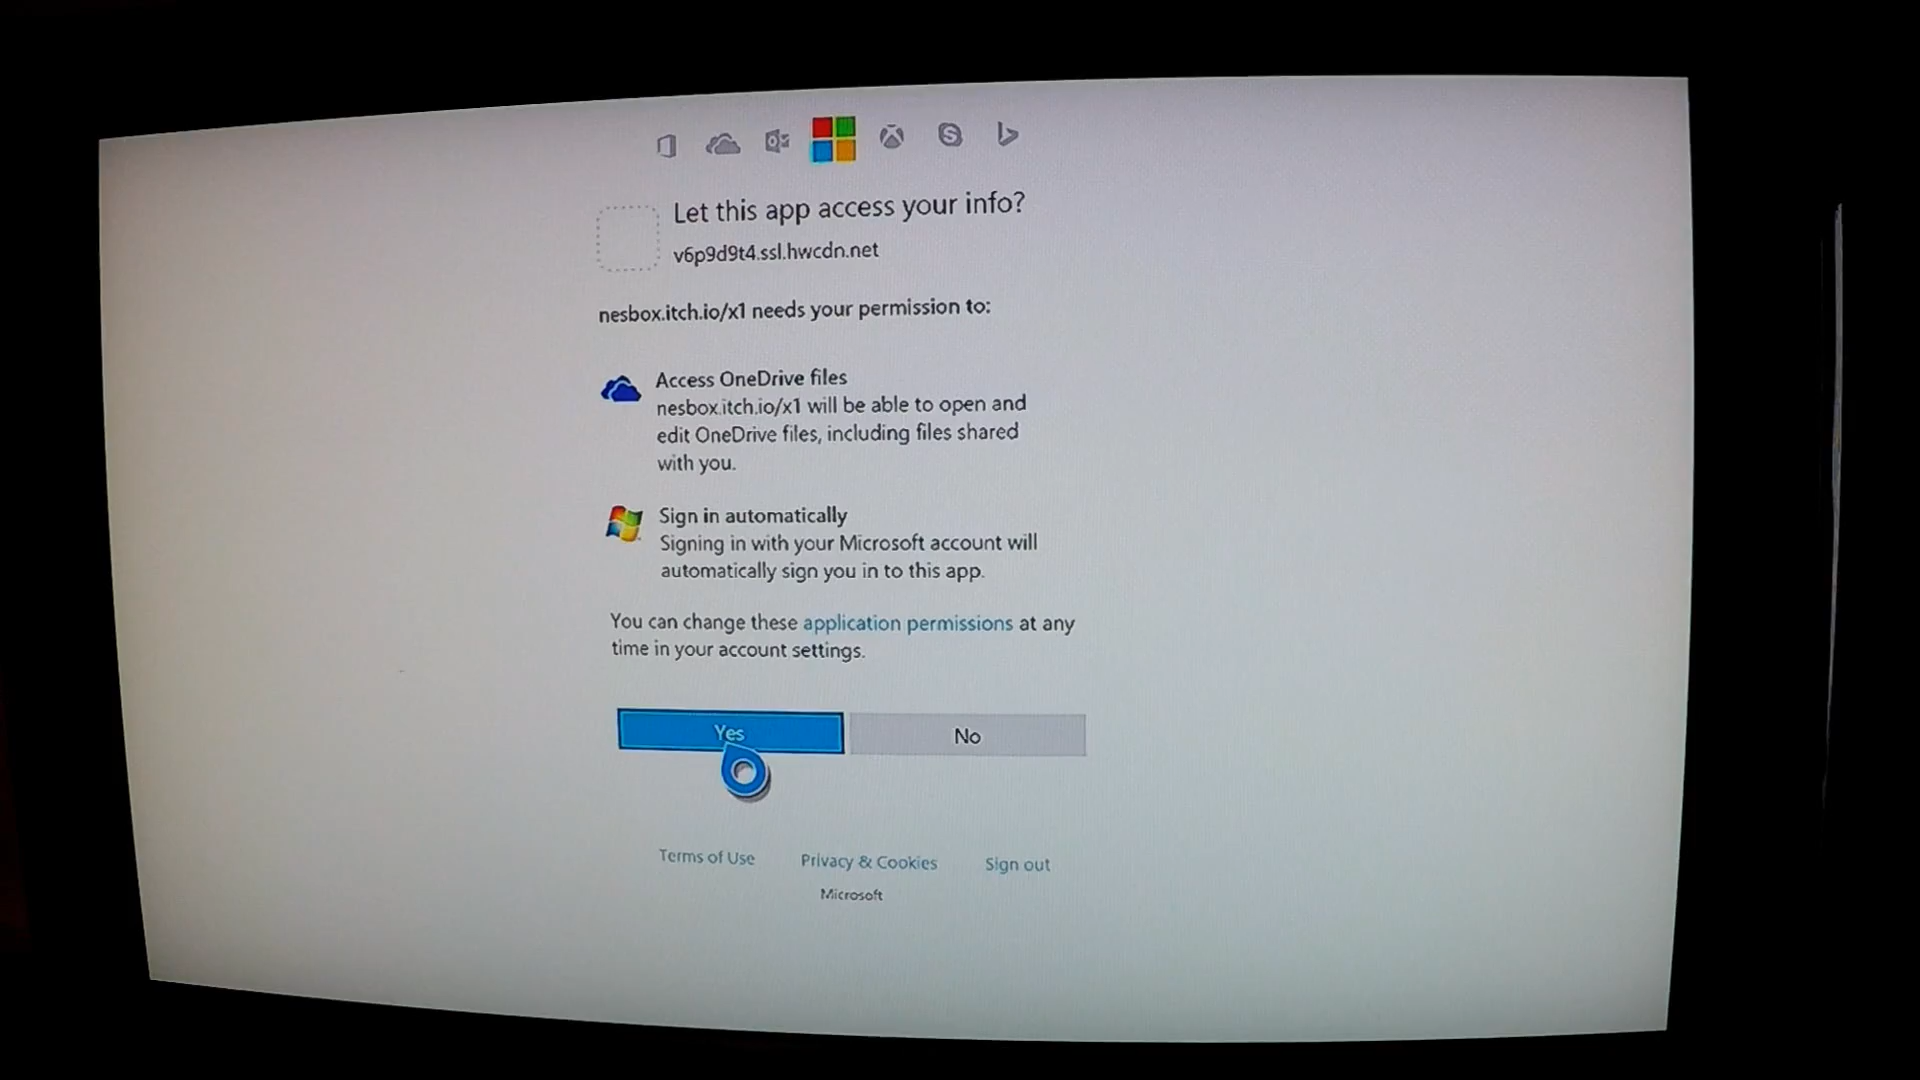 Let this app access your info?
v6p9d9t4.ssl.hwcdn.net
nesbox.itch.io/x1 needs your permission to:
Access OneDrive files
nesbox.itch.io/x1 will be able to open and
edit OneDrive files, including files shared
with you.
Sign in automatically
Signing in with your Microsoft account will
automatically sign you in to this app.
You can change these application permissions at any
time in your account settings.
Yes
No
Terms of Use
Privacy & Cookies
Sign out
Microsoft